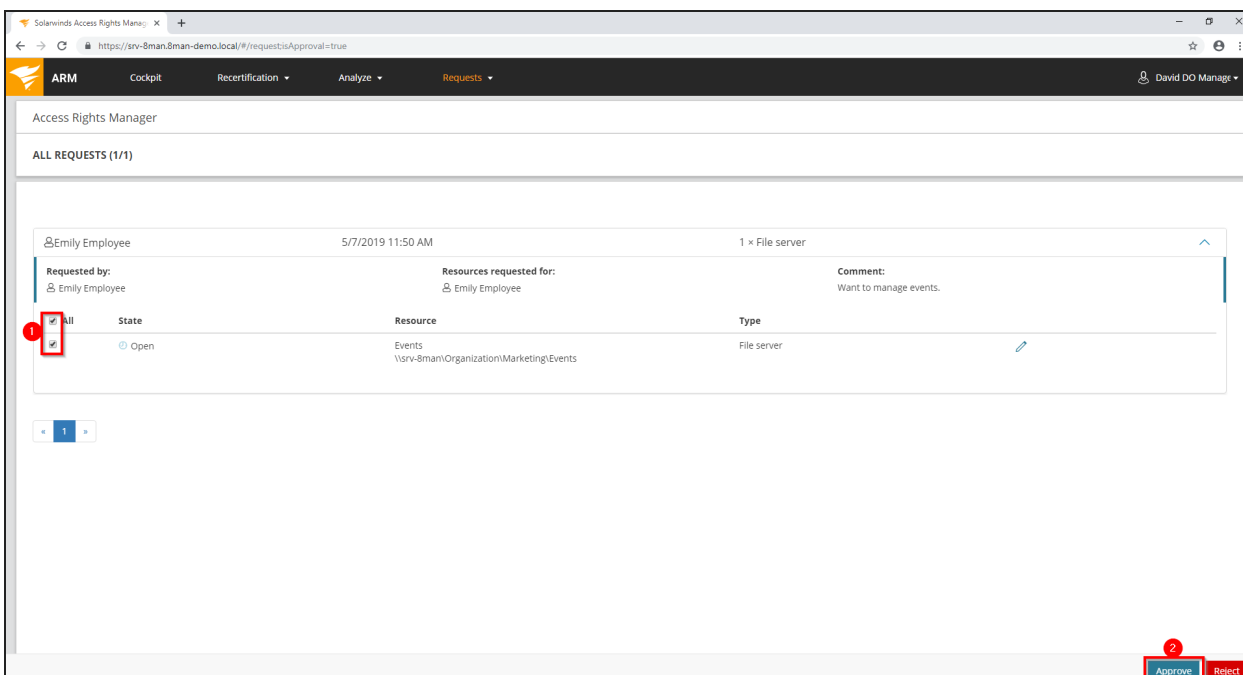 Solarwinds Access Rights Manag
https://srv-8man.8man-demo.local/#/request;isApproval=true
ARM Cockpit Recertification Analyze Requests David DO Manage
Access Rights Manager
ALL REQUESTS (1/1)
Emily Employee 5/7/2019 11:50 AM 1 × File server
Requested by: Resources requested for: Comment:
Emily Employee Emily Employee Want to manage events.
1
All State Resource Type
Open Events File server
\\srv-8man\Organization\Marketing\Events
« 1 »
2
Approve Reject